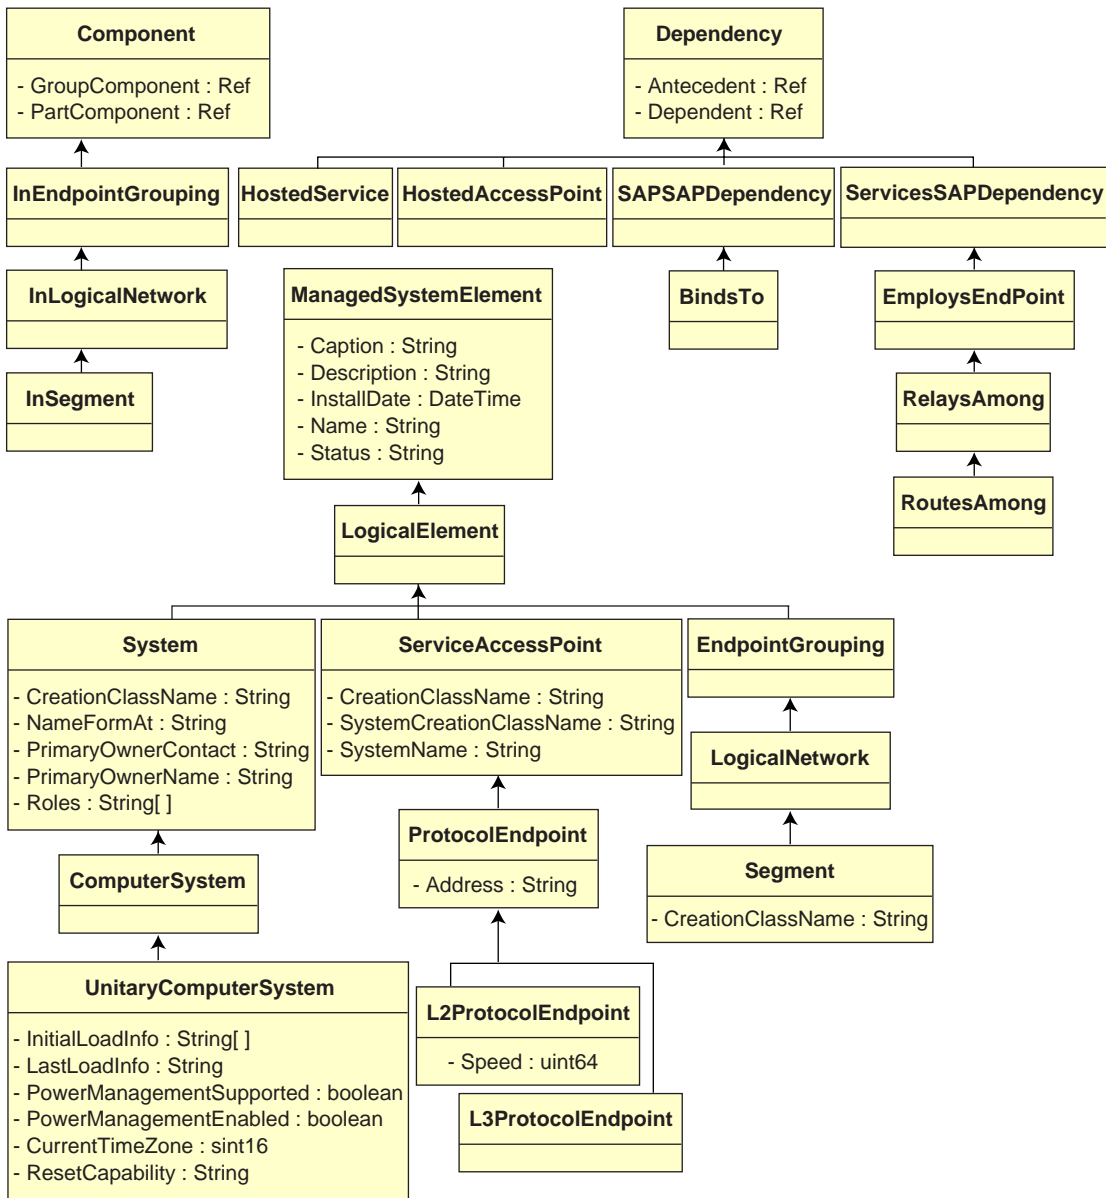 Component
- GroupComponent : Ref
- PartComponent : Ref
Dependency
- Antecedent : Ref
- Dependent : Ref
InEndpointGrouping
HostedService
HostedAccessPoint
SAPSAPDependency
ServicesSAPDependency
InLogicalNetwork
ManagedSystemElement
- Caption : String
- Description : String
- InstallDate : DateTime
- Name : String
- Status : String
BindsTo
EmploysEndPoint
InSegment
RelaysAmong
RoutesAmong
LogicalElement
System
- CreationClassName : String
- NameFormAt : String
- PrimaryOwnerContact : String
- PrimaryOwnerName : String
- Roles : String[ ]
ServiceAccessPoint
- CreationClassName : String
- SystemCreationClassName : String
- SystemName : String
EndpointGrouping
LogicalNetwork
ProtocolEndpoint
- Address : String
Segment
- CreationClassName : String
ComputerSystem
UnitaryComputerSystem
- InitialLoadInfo : String[ ]
- LastLoadInfo : String
- PowerManagementSupported : boolean
- PowerManagementEnabled : boolean
- CurrentTimeZone : sint16
- ResetCapability : String
L2ProtocolEndpoint
- Speed : uint64
L3ProtocolEndpoint